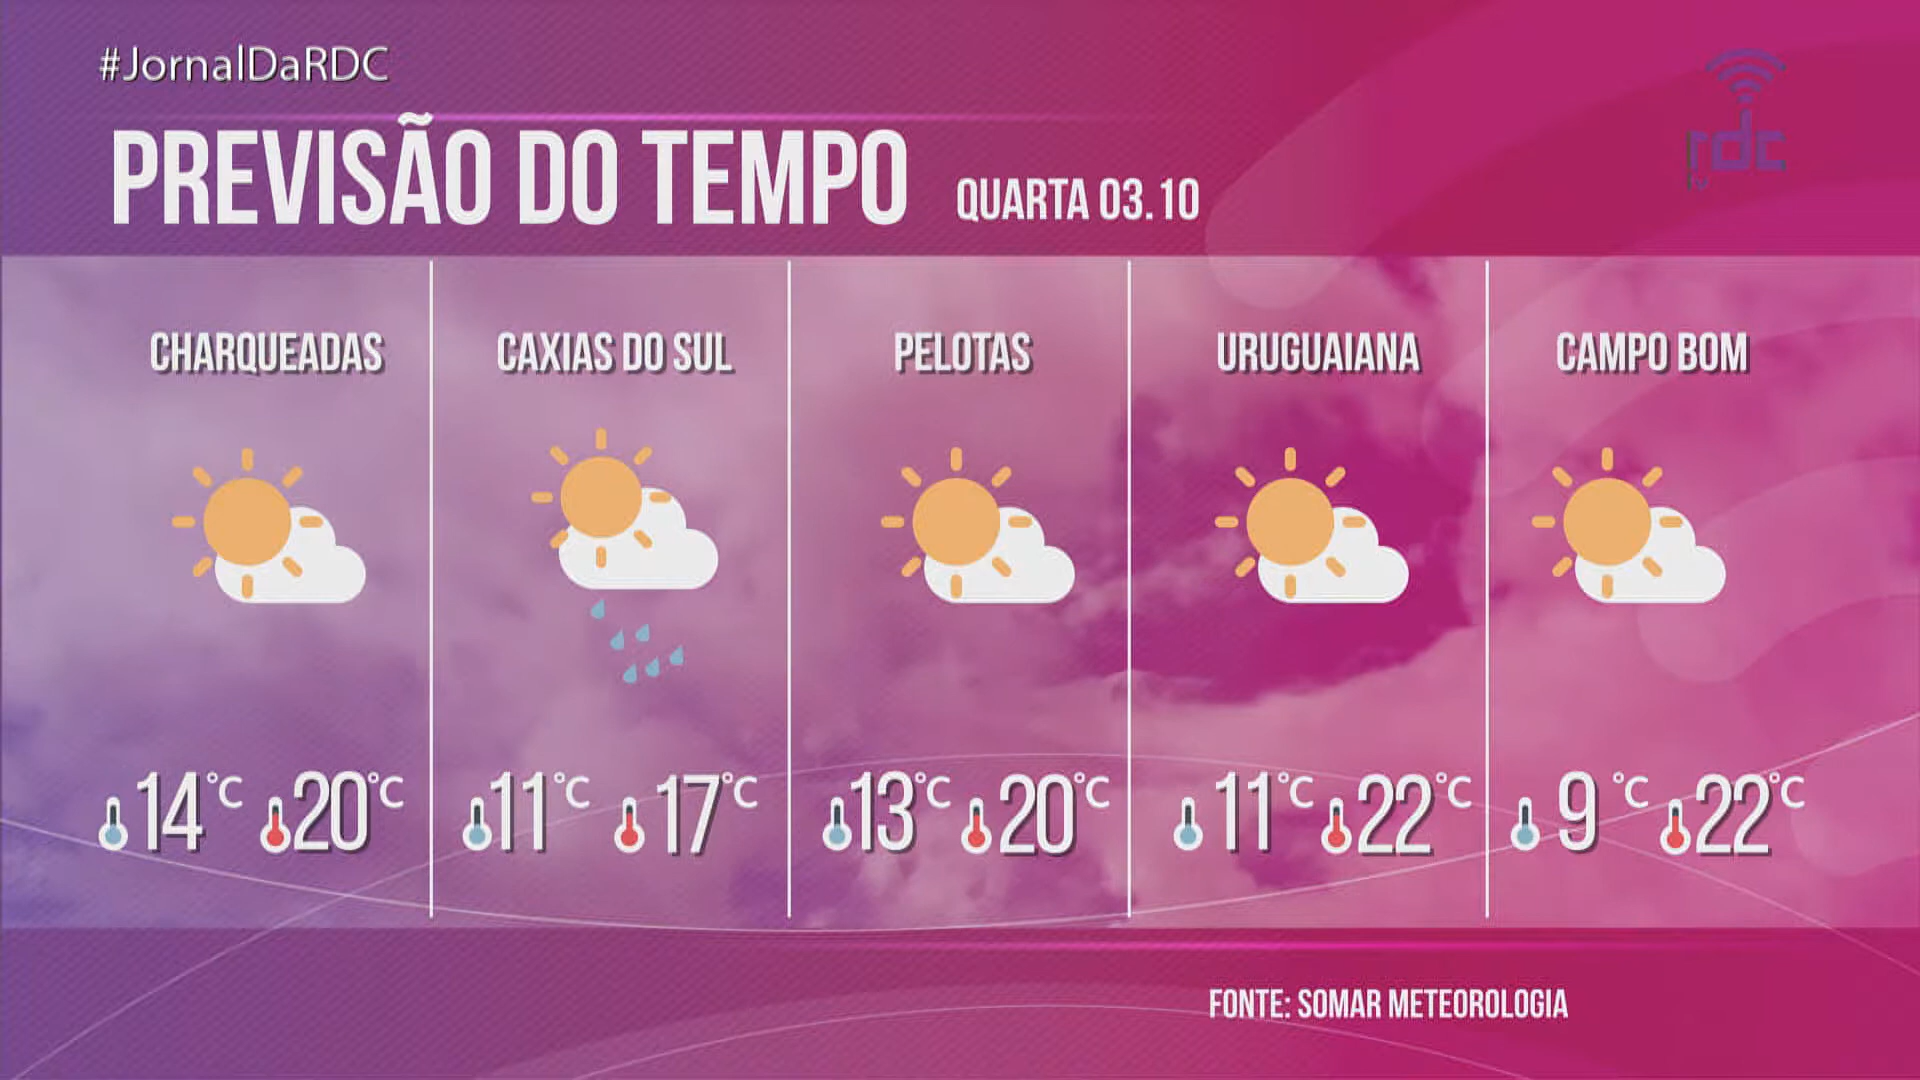 #JornalDaRDC
PREVISÃO DO TEMPO QUARTA 03.10
rdc
tv
CHARQUEADAS
CAXIAS DO SUL
PELOTAS
URUGUAIANA
CAMPO BOM
14°C 20°C
11°C 17°C
13°C 20°C
11°C 22°C
9 °C 22°C
FONTE: SOMAR METEOROLOGIA